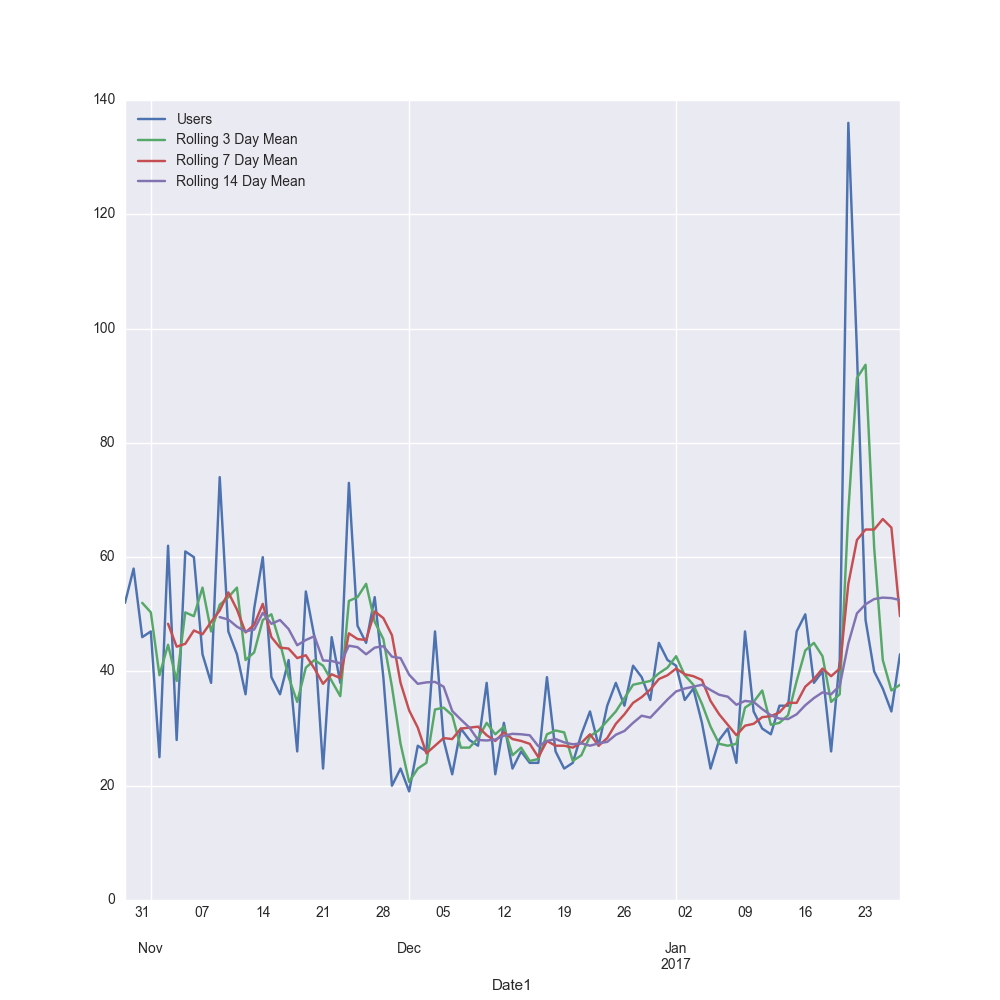 140
120
100
80
60
40
20
0
Users
Rolling 3 Day Mean
Rolling 7 Day Mean
Rolling 14 Day Mean
31 07 14 21 28 05 12 19 26 02 09 16 23
Nov Dec Jan
2017
Date1